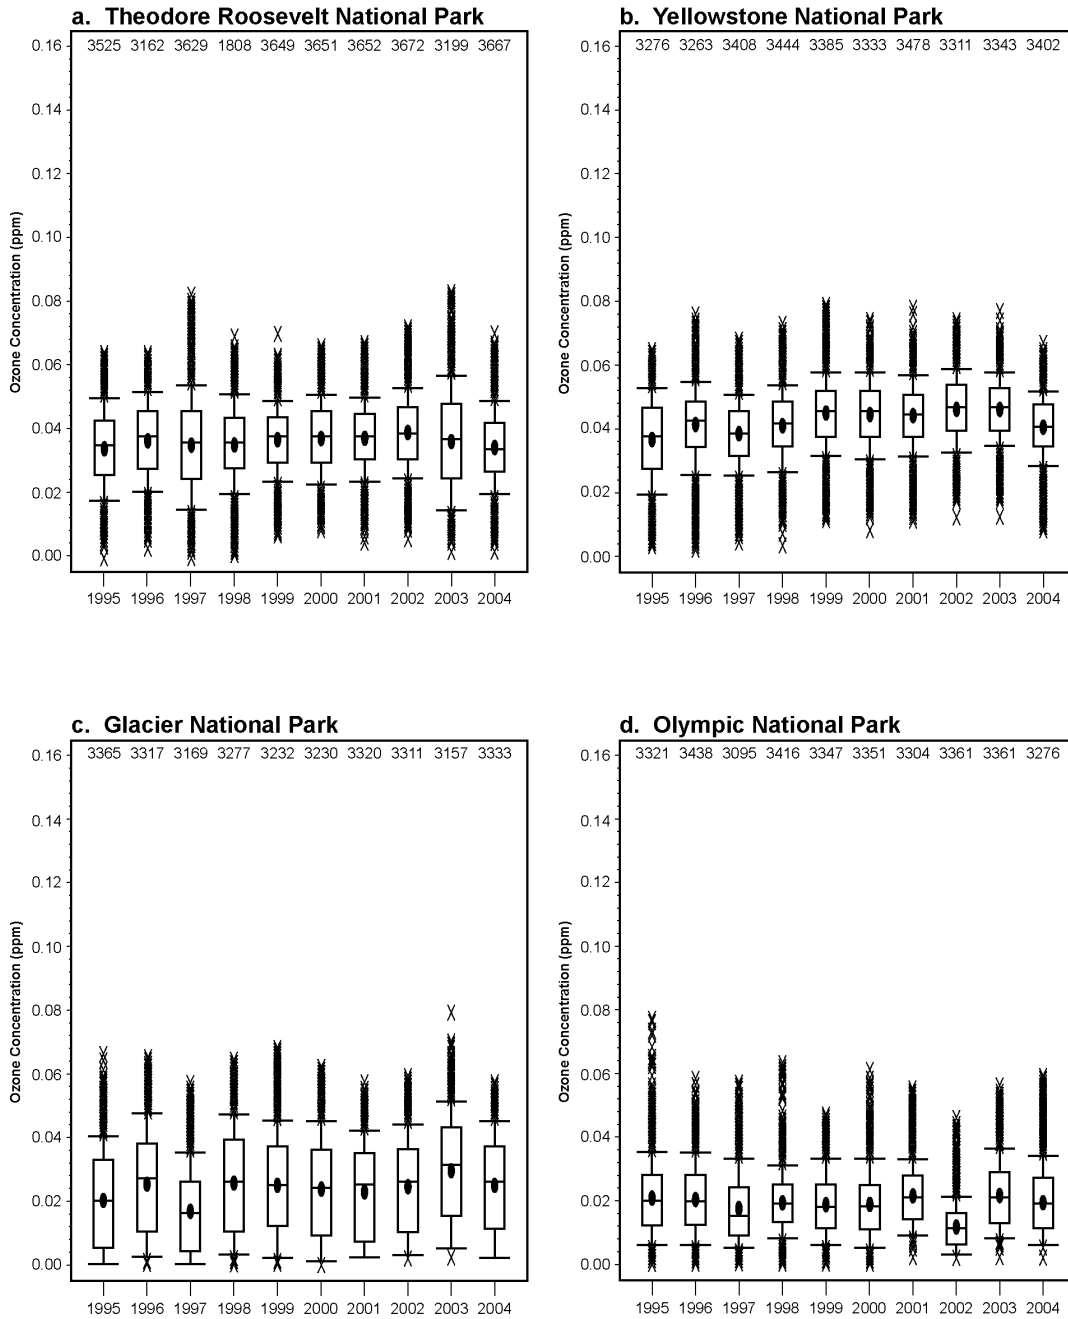 a. Theodore Roosevelt National Park
3525 3162 3629 1808 3649 3651 3652 3672 3199 3667
0.16
0.14
0.12
0.10
0.08
0.06
0.04
0.02
0.00
Ozone Concentration (ppm)
1995 1996 1997 1998 1999 2000 2001 2002 2003 2004
b. Yellowstone National Park
3276 3263 3408 3444 3385 3333 3478 3311 3343 3402
0.16
0.14
0.12
0.10
0.08
0.06
0.04
0.02
0.00
Ozone Concentration (ppm)
1995 1996 1997 1998 1999 2000 2001 2002 2003 2004
c. Glacier National Park
3365 3317 3169 3277 3232 3230 3320 3311 3157 3333
0.16
0.14
0.12
0.10
0.08
0.06
0.04
0.02
0.00
Ozone Concentration (ppm)
1995 1996 1997 1998 1999 2000 2001 2002 2003 2004
d. Olympic National Park
3321 3438 3095 3416 3347 3351 3304 3361 3361 3276
0.16
0.14
0.12
0.10
0.08
0.06
0.04
0.02
0.00
Ozone Concentration (ppm)
1995 1996 1997 1998 1999 2000 2001 2002 2003 2004